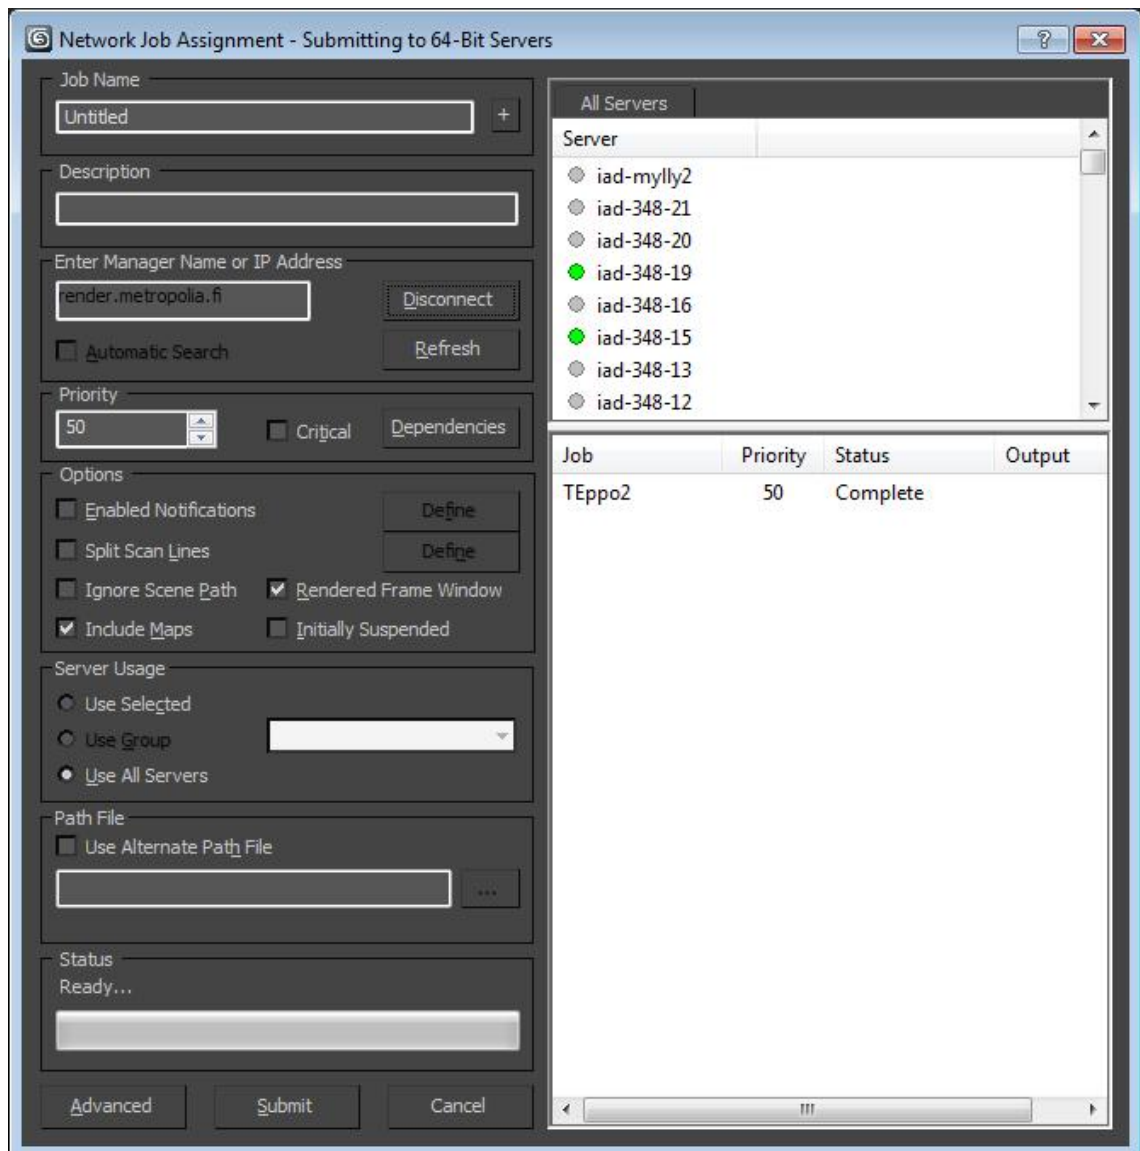 Network Job Assignment - Submitting to 64-Bit Servers
Job Name
Untitled
+
Description
Enter Manager Name or IP Address
render.metropolia.fi
Disconnect
Automatic Search
Refresh
Priority
50
Critical
Dependencies
Options
Enabled Notifications
Define
Split Scan Lines
Define
Ignore Scene Path
Rendered Frame Window
Include Maps
Initially Suspended
Server Usage
Use Selected
Use Group
Use All Servers
Path File
Use Alternate Path File
...
Status
Ready...
Advanced
Submit
Cancel
All Servers
Server
iad-mylly2
iad-348-21
iad-348-20
iad-348-19
iad-348-16
iad-348-15
iad-348-13
iad-348-12
Job Priority Status Output
TEppo2 50 Complete